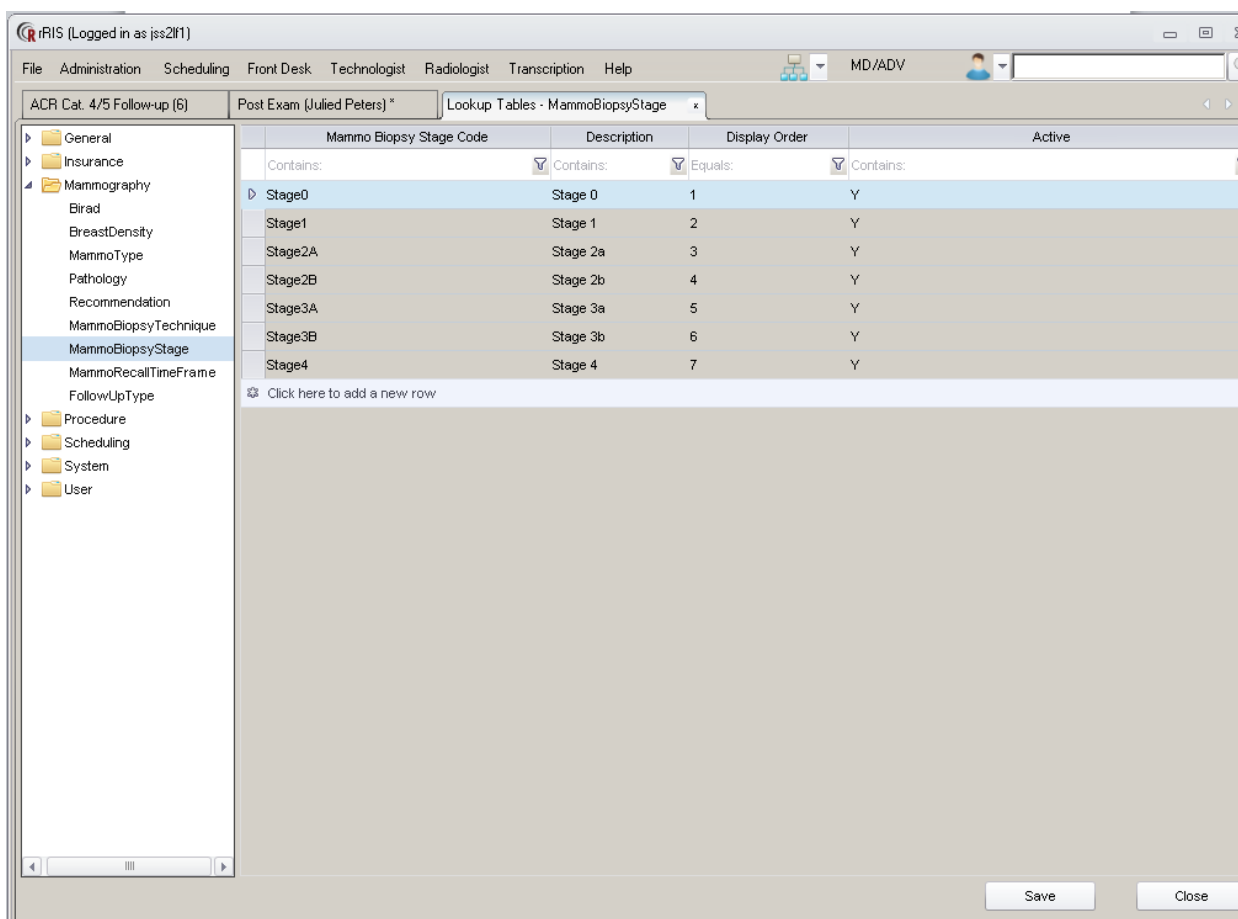 rRIS (Logged in as jss2lf1)
File Administration Scheduling Front Desk Technologist Radiologist Transcription Help MD/ADV
ACR Cat. 4/5 Follow-up (6) Post Exam (Julied Peters) * Lookup Tables - MammoBiopsyStage x
General
Insurance
Mammography
Birad
BreastDensity
MammoType
Pathology
Recommendation
MammoBiopsyTechnique
MammoBiopsyStage
MammoRecallTimeFrame
FollowUpType
Procedure
Scheduling
System
User
Mammo Biopsy Stage Code Description Display Order Active
Contains: Contains: Equals: Contains:
Stage0 Stage 0 1 Y
Stage1 Stage 1 2 Y
Stage2A Stage 2a 3 Y
Stage2B Stage 2b 4 Y
Stage3A Stage 3a 5 Y
Stage3B Stage 3b 6 Y
Stage4 Stage 4 7 Y
Click here to add a new row
Save Close